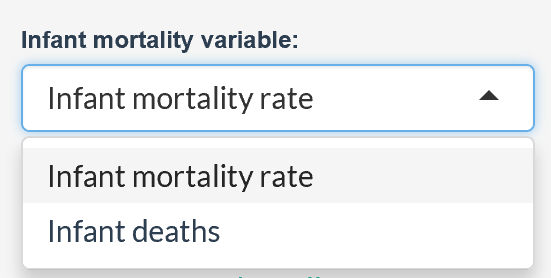 Infant mortality variable:
Infant mortality rate
Infant mortality rate
Infant deaths